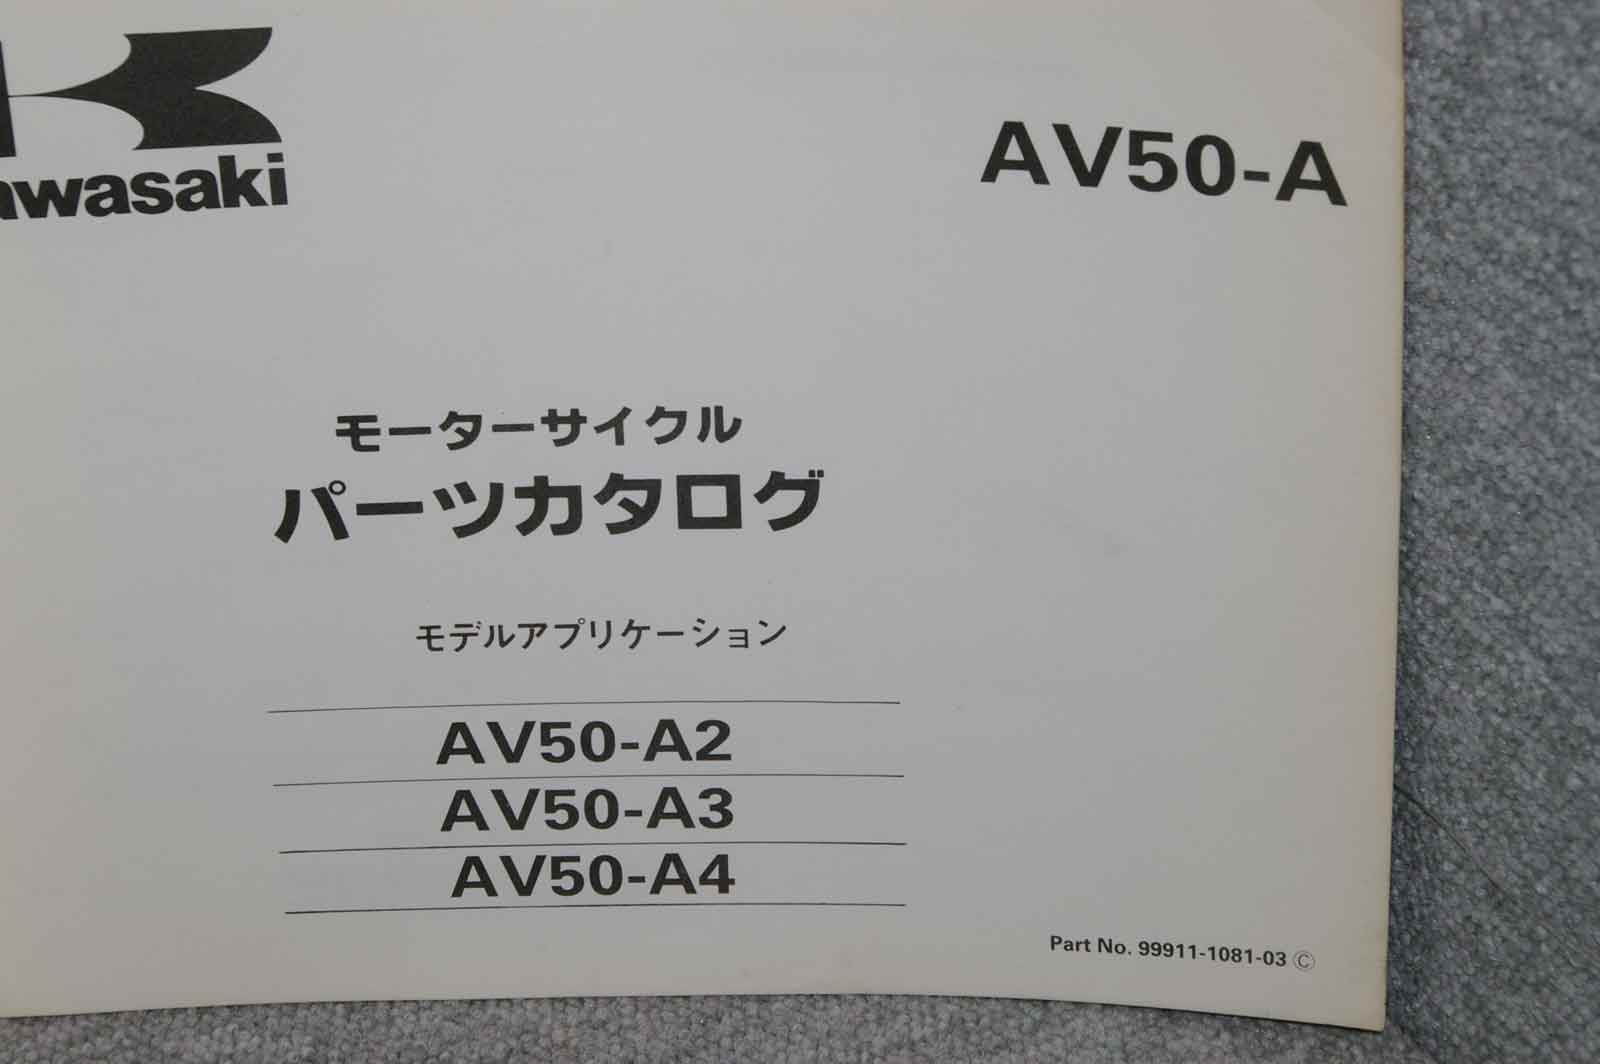 awasaki
AV50-A
モーターサイクル
パーツカタログ
モデルアプリケーション
AV50-A2
AV50-A3
AV50-A4
Part No. 99911-1081-03 Ⓒ